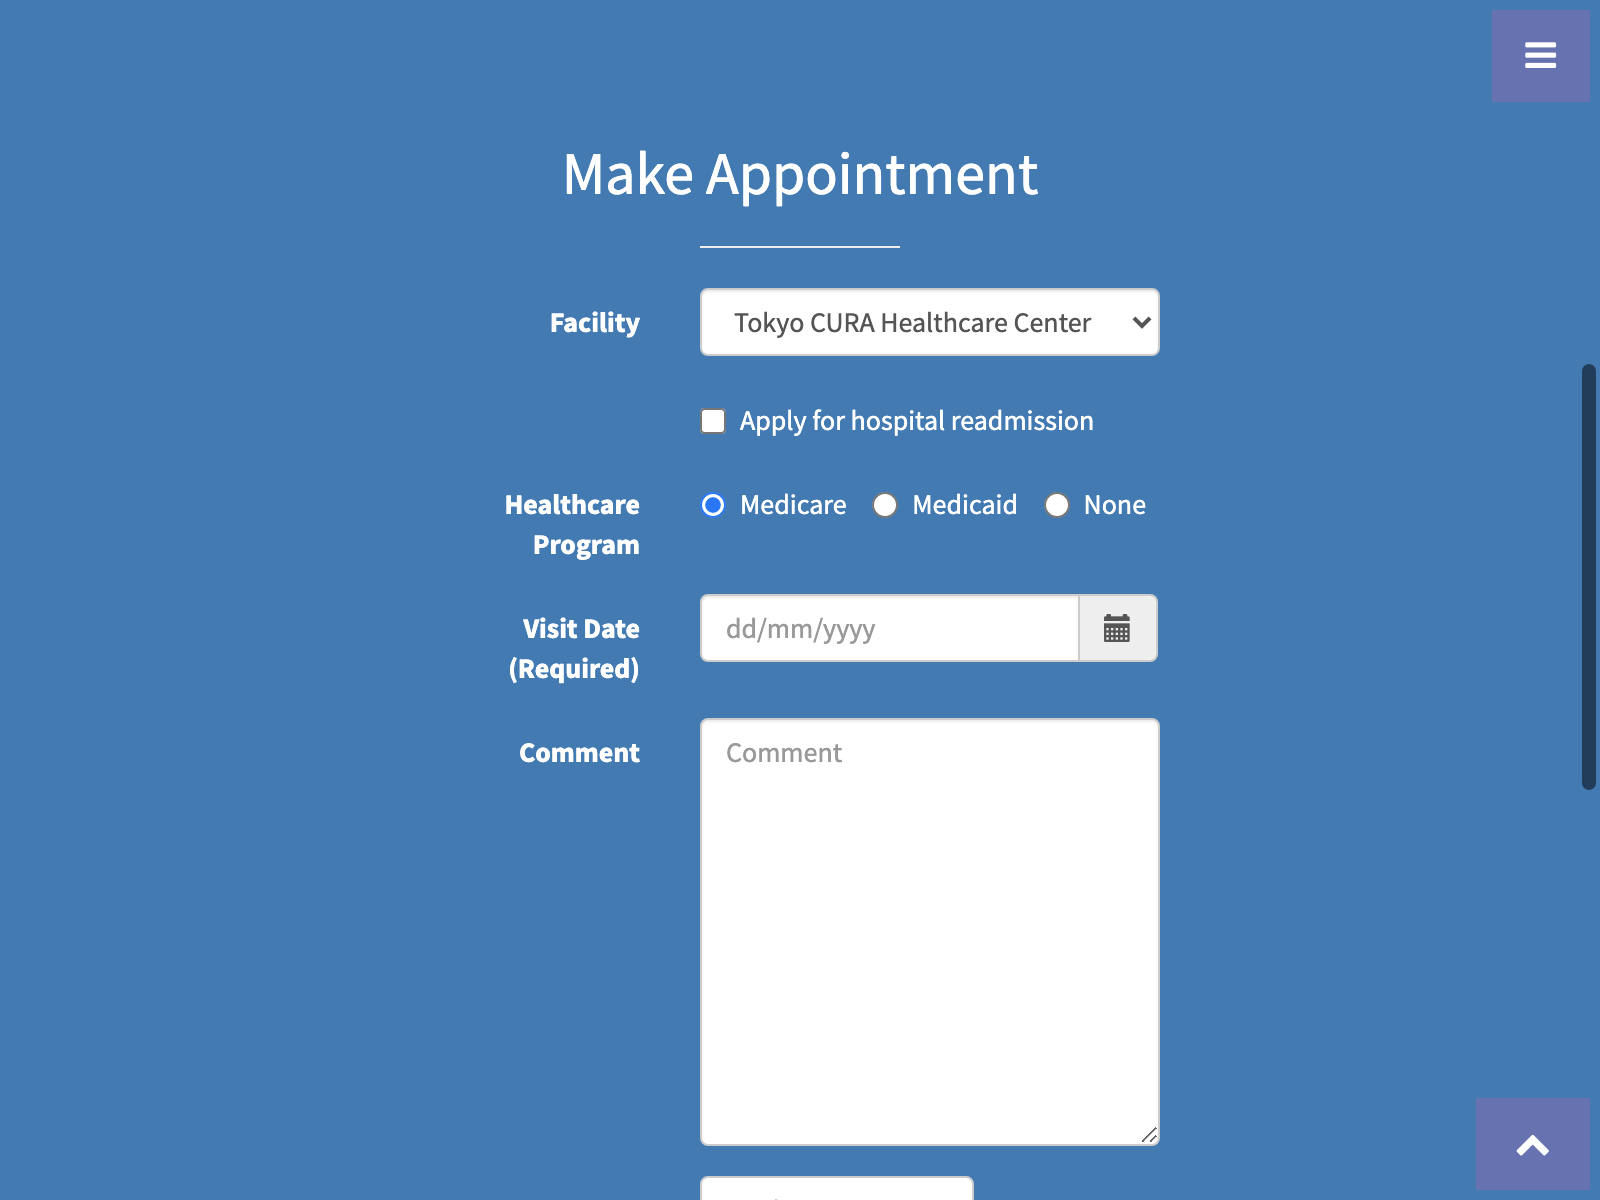 Make Appointment
Facility
Tokyo CURA Healthcare Center
Apply for hospital readmission
Healthcare
Program
Medicare
Medicaid
None
Visit Date
(Required)
dd/mm/yyyy
Comment
Comment